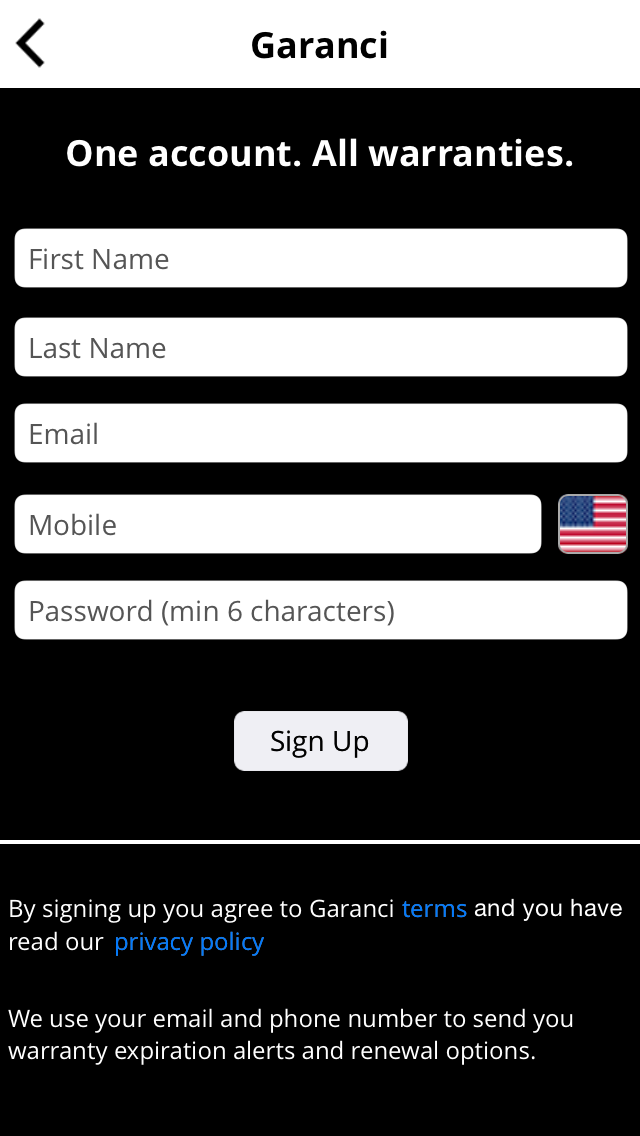 Garanci
One account. All warranties.
First Name
Last Name
Email
Mobile
Password (min 6 characters)
Sign Up
By signing up you agree to Garanci terms and you have
read our privacy policy
We use your email and phone number to send you
warranty expiration alerts and renewal options.